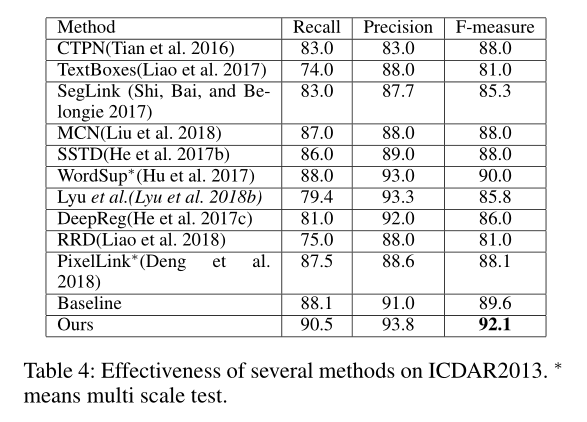 Method Recall Precision F-measure
CTPN(Tian et al. 2016) 83.0 83.0 88.0
TextBoxes(Liao et al. 2017) 74.0 88.0 81.0
SegLink (Shi, Bai, and Be- 83.0 87.7 85.3
longie 2017)
MCN(Liu et al. 2018) 87.0 88.0 88.0
SSTD(He et al. 2017b) 86.0 89.0 88.0
WordSup*(Hu et al. 2017) 88.0 93.0 90.0
Lyu et al.(Lyu et al. 2018b) 79.4 93.3 85.8
DeepReg(He et al. 2017c) 81.0 92.0 86.0
RRD(Liao et al. 2018) 75.0 88.0 81.0
PixelLink*(Deng et al. 87.5 88.6 88.1
2018)
Baseline 88.1 91.0 89.6
Ours 90.5 93.8 92.1
Table 4: Effectiveness of several methods on ICDAR2013. *
means multi scale test.